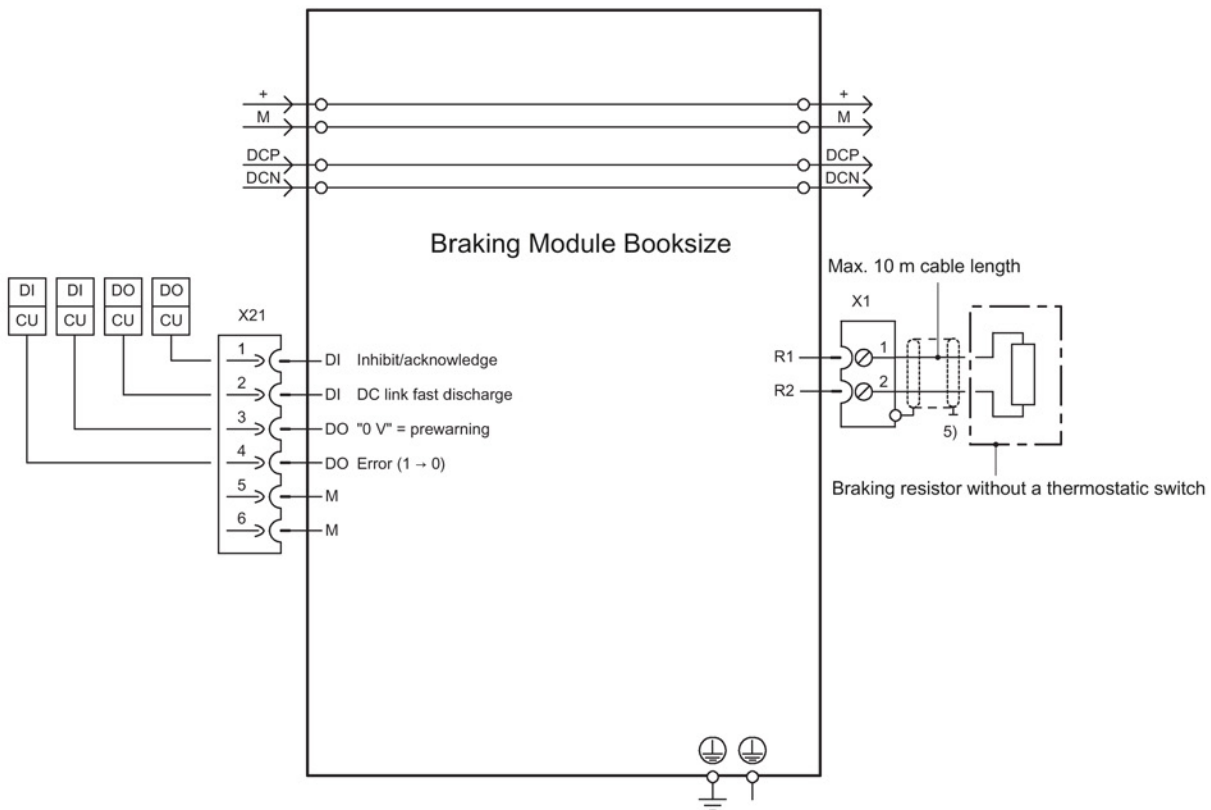 + +
M M
DCP DCP
DCN DCN
Braking Module Booksize
Max. 10 m cable length
DI DI DO DO
CU CU CU CU
X21
X1
1 DI Inhibit/acknowledge
2 DI DC link fast discharge
3 DO "0 V" = prewarning
4 DO Error (1 → 0)
5 M
6 M
R1 1
R2 2
5)
Braking resistor without a thermostatic switch